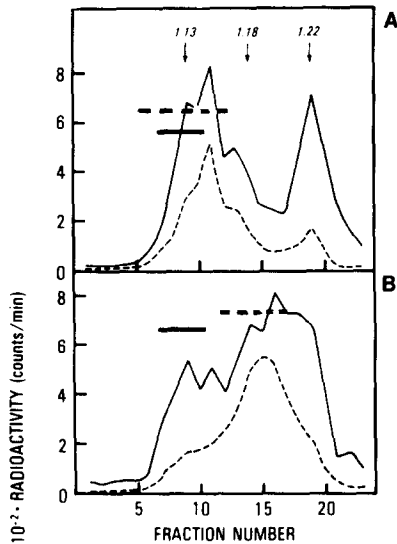 A
1.13 1.18 1.22
8
6
4
2
0
B
8
6
4
2
0
5 10 15 20
FRACTION NUMBER
10⁻² · RADIOACTIVITY (counts/min)